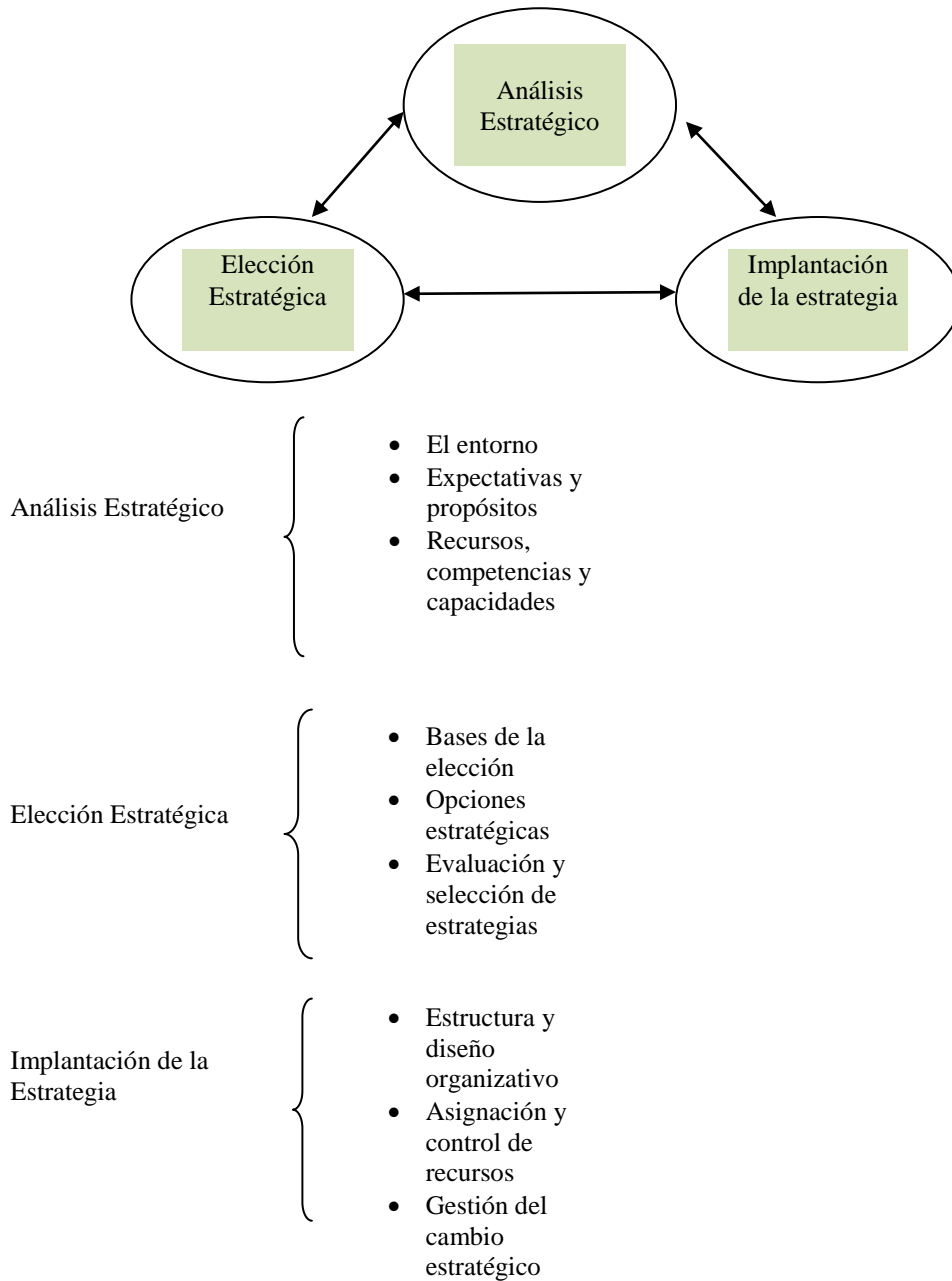 Análisis
Estratégico
Elección
Estratégica
Implantación
de la estrategia
Análisis Estratégico
• El entorno
• Expectativas y
propósitos
• Recursos,
competencias y
capacidades
Elección Estratégica
• Bases de la
elección
• Opciones
estratégicas
• Evaluación y
selección de
estrategias
Implantación de la
Estrategia
• Estructura y
diseño
organizativo
• Asignación y
control de
recursos
• Gestión del
cambio
estratégico